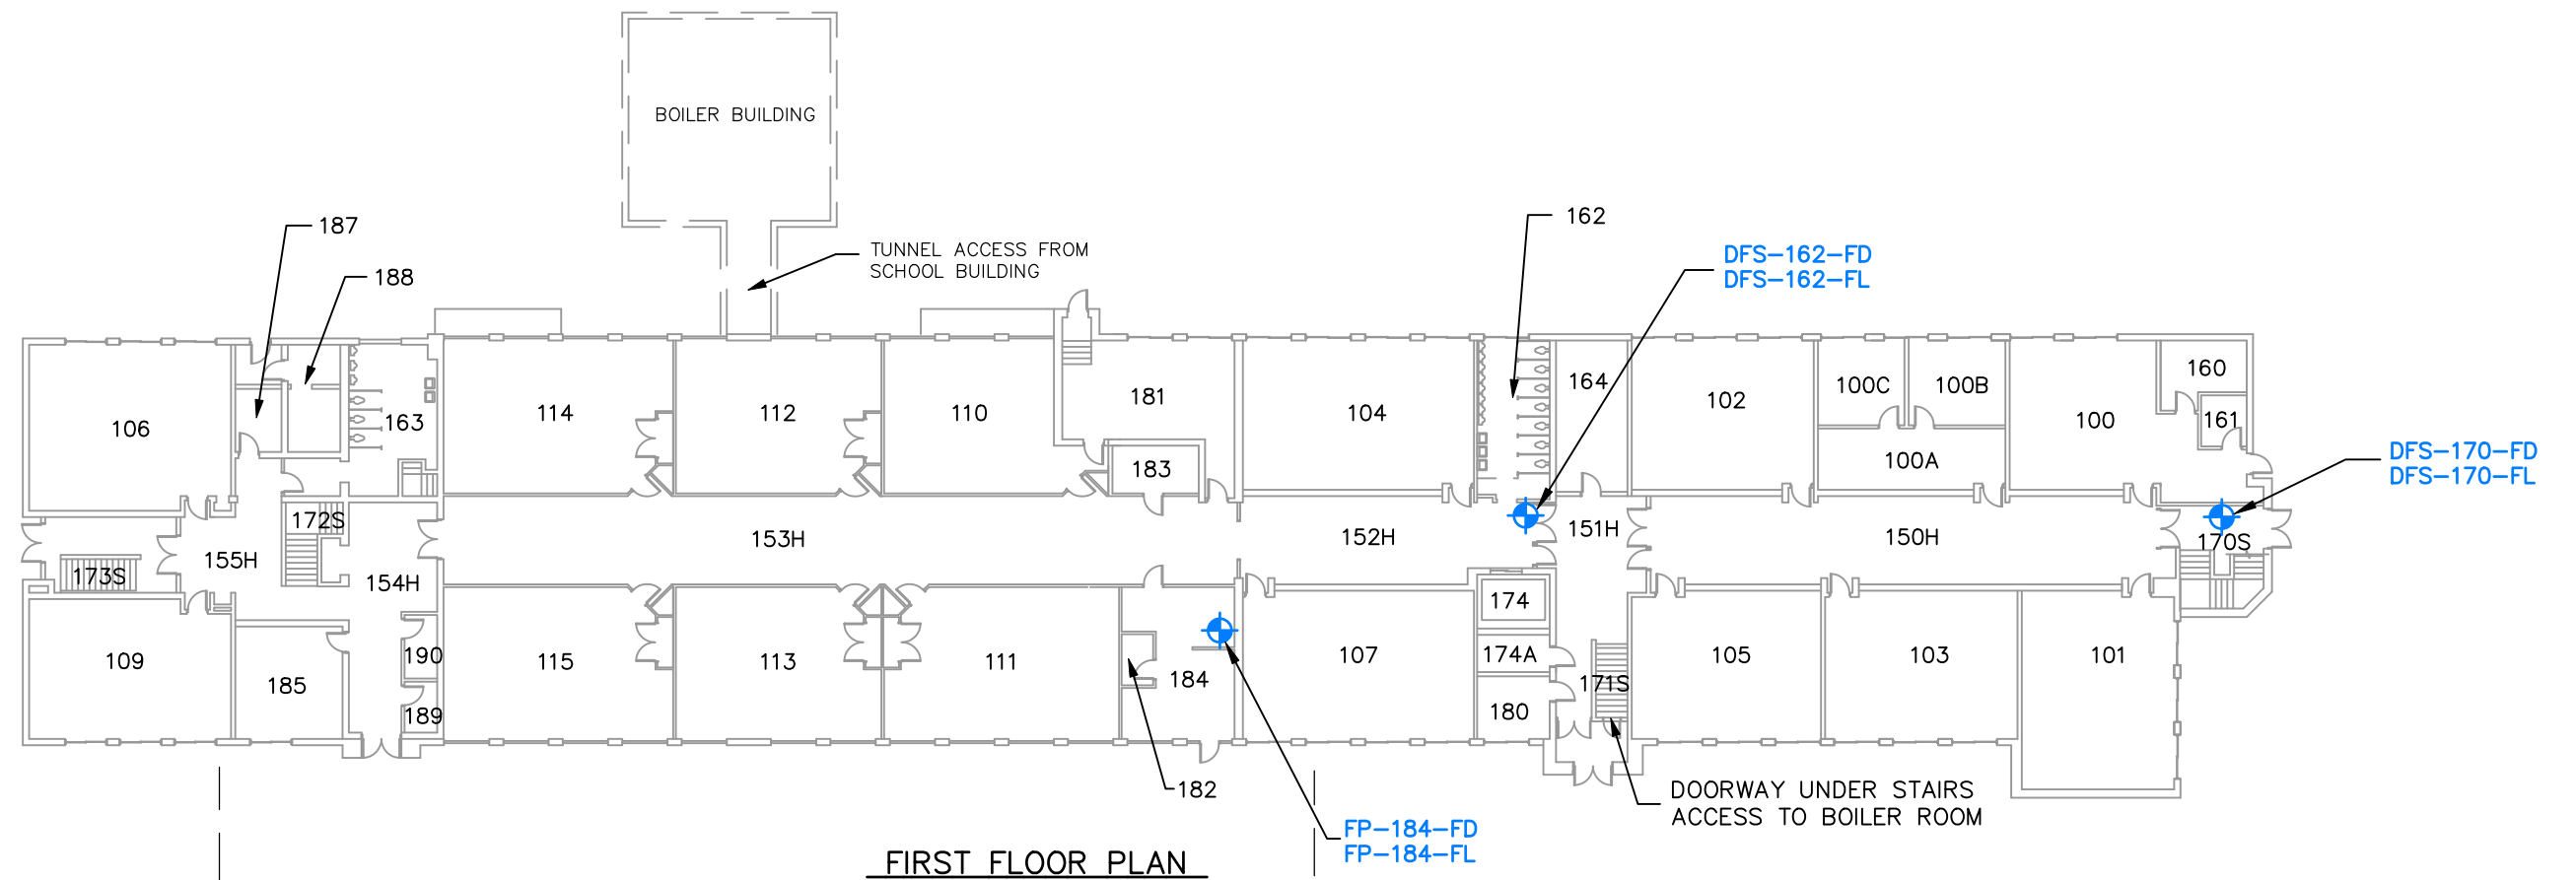 BOILER BUILDING
187
188
TUNNEL ACCESS FROM
SCHOOL BUILDING
162
DFS-162-FD
DFS-162-FL
106
163
114
112
110
181
183
104
164
102
100C
100B
100A
100
160
161
DFS-170-FD
DFS-170-FL
172S
155H
173S
154H
153H
152H
151H
150H
170S
109
185
190
189
115
113
111
184
182
107
174
174A
180
171S
105
103
101
DOORWAY UNDER STAIRS
ACCESS TO BOILER ROOM
FP-184-FD
FP-184-FL
FIRST FLOOR PLAN